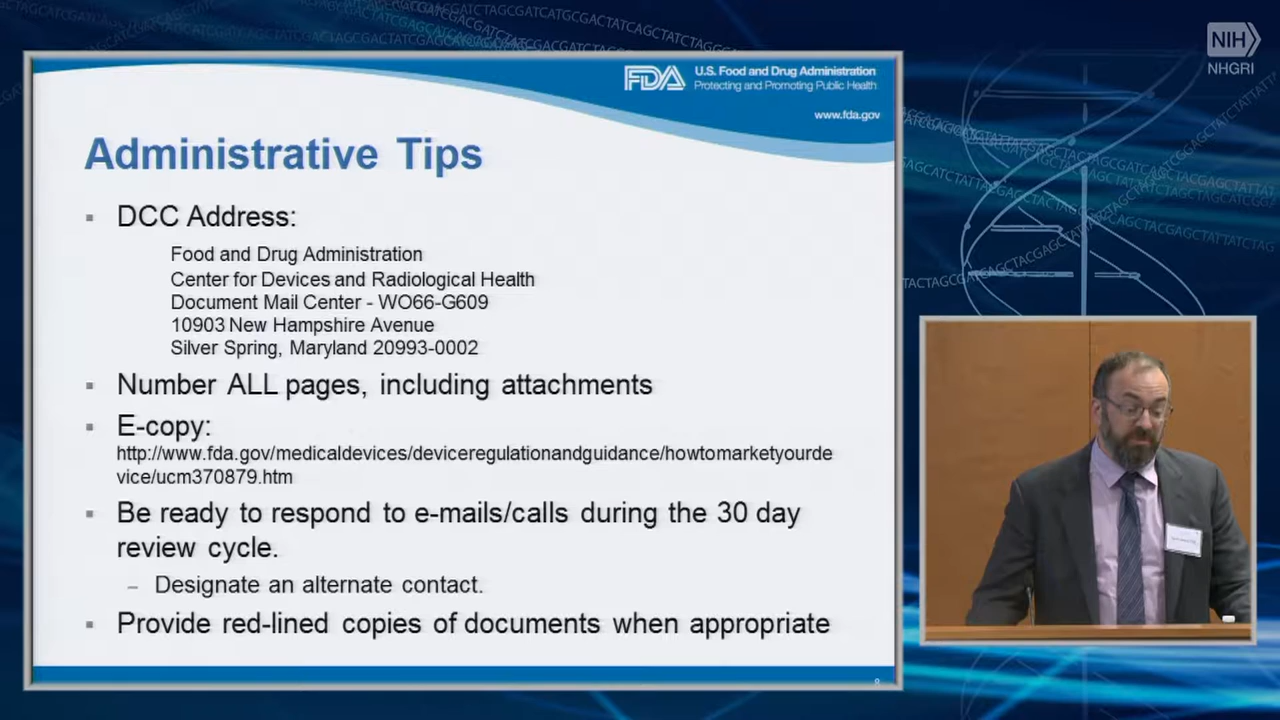 NIH
NHGRI
FDA U.S. Food and Drug Administration
Protecting and Promoting Public Health
www.fda.gov
Administrative Tips
DCC Address:
Food and Drug Administration
Center for Devices and Radiological Health
Document Mail Center - WO66-G609
10903 New Hampshire Avenue
Silver Spring, Maryland 20993-0002
Number ALL pages, including attachments
E-copy:
http://www.fda.gov/medicaldevices/deviceregulationandguidance/howtomarketyourde
vice/ucm370879.htm
Be ready to respond to e-mails/calls during the 30 day
review cycle.
– Designate an alternate contact.
Provide red-lined copies of documents when appropriate